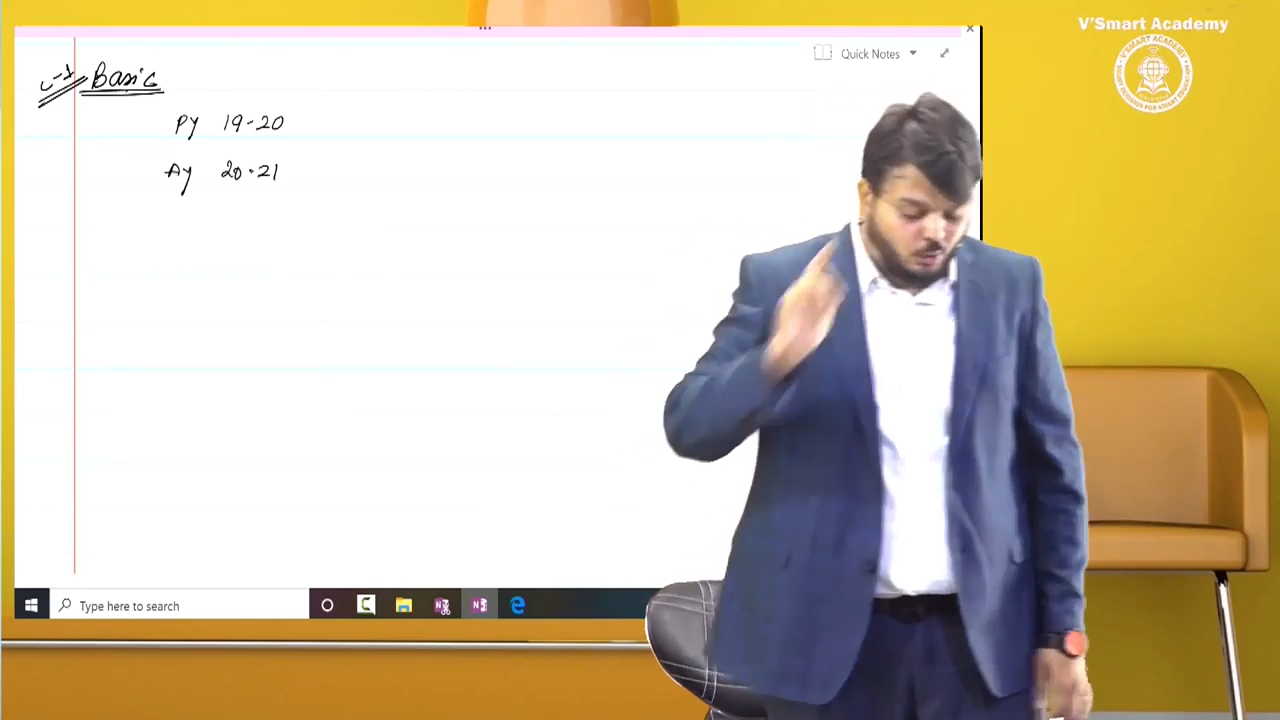 V'Smart Academy
Quick Notes
Basic
PY 19-20
AY 20-21
Type here to search